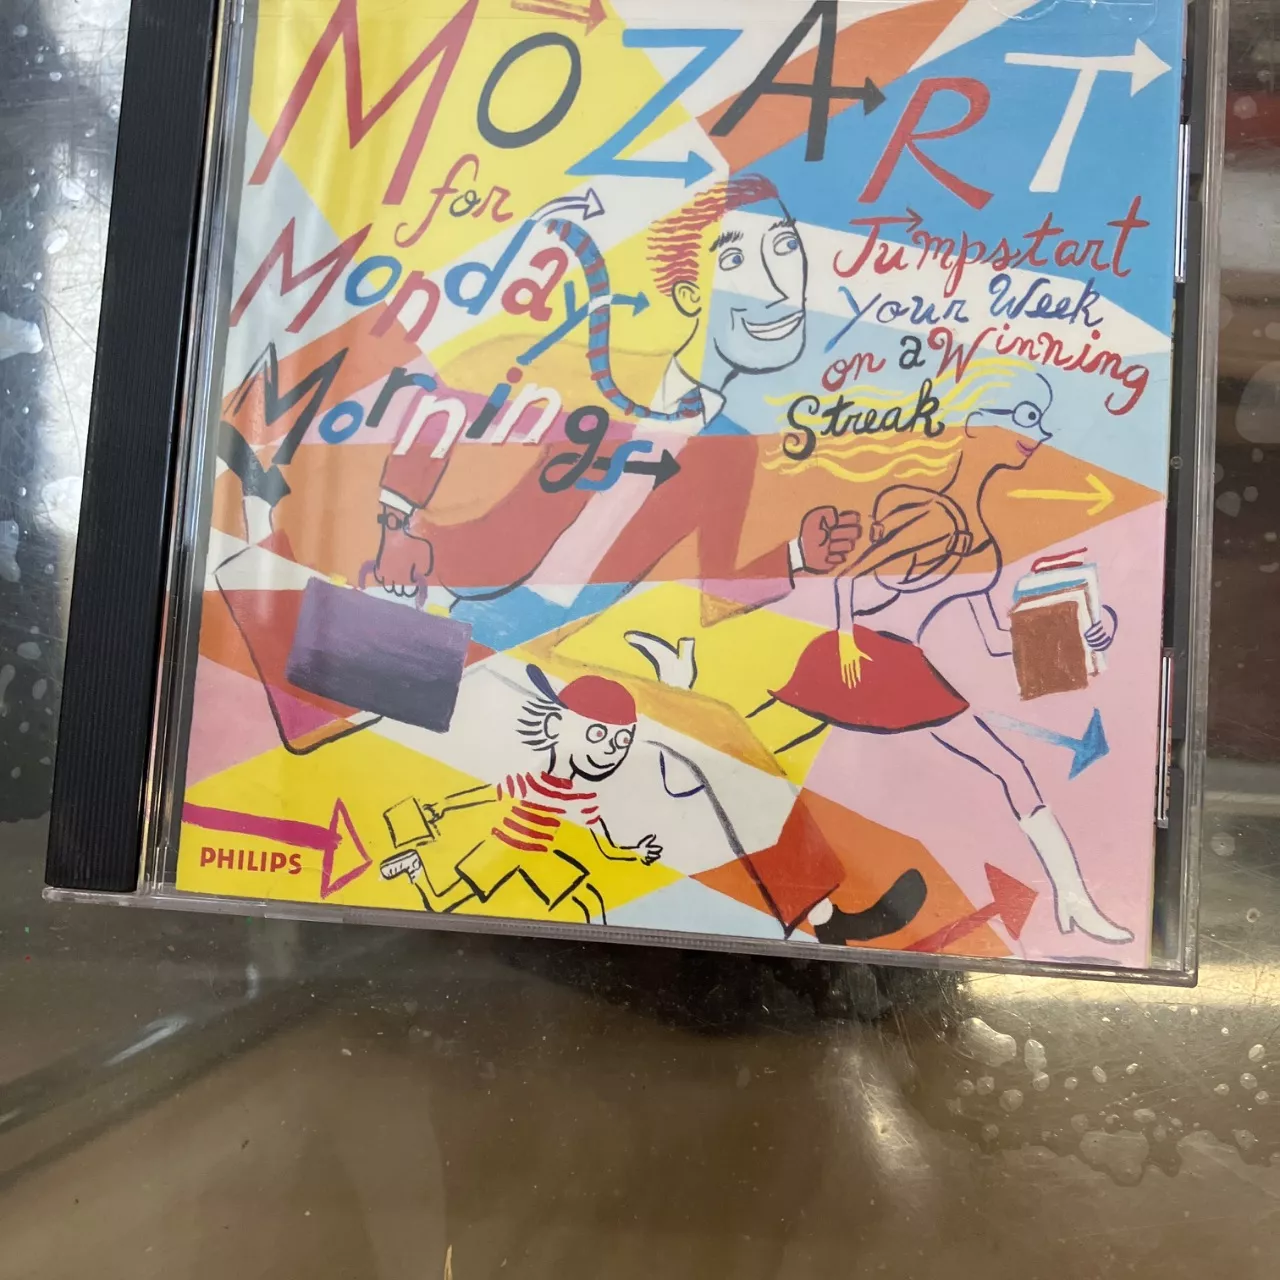 MOZART
for
Monday
Mornings
Jumpstart
your Week
on a Winning
Streak
PHILIPS